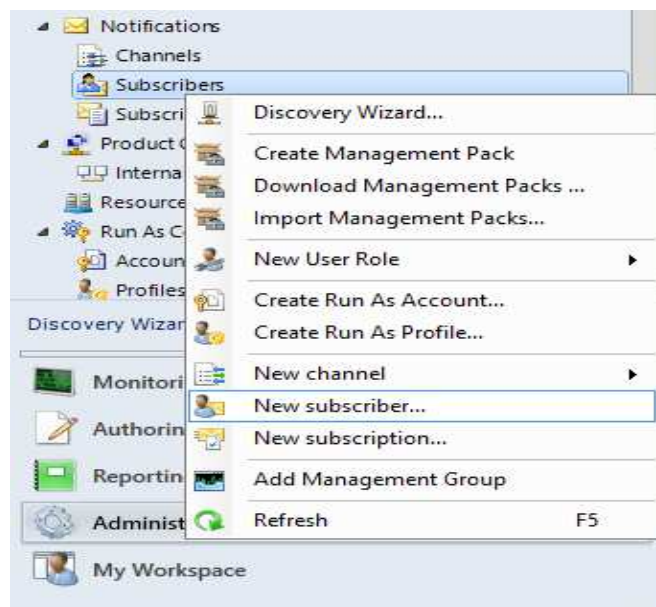 Notifications
Channels
Subscribers
Subscri
Product
Interna
Resource
Run As C
Accoun
Profiles
Discovery Wizar
Monitori
Authorin
Reportin
Administ
My Workspace
Discovery Wizard...
Create Management Pack
Download Management Packs ...
Import Management Packs...
New User Role
Create Run As Account...
Create Run As Profile...
New channel
New subscriber...
New subscription...
Add Management Group
Refresh F5